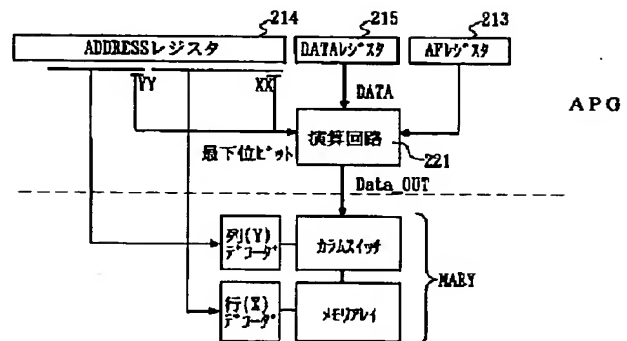 214
215
213
ADDRESSレジスタ
DATAレジスタ
AFレジスタ
YY
XX
DATA
APG
最下位ビット
演算回路
221
Data_OUT
列(Y)
デコーダ
カラムスイッチ
MARY
行(X)
デコーダ
メモリアレイ